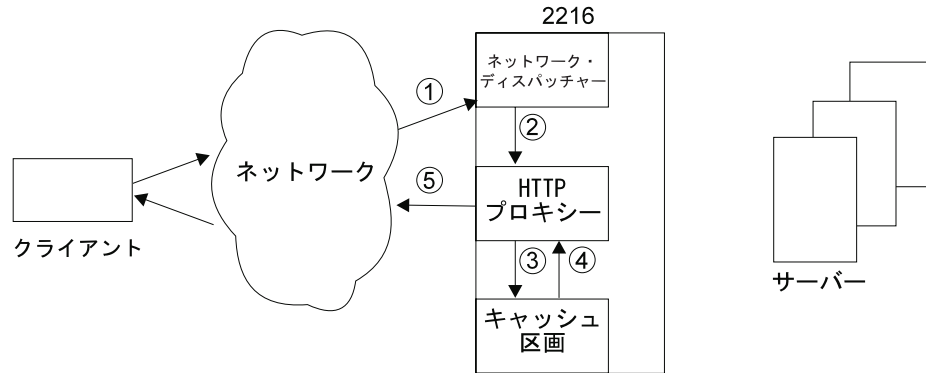 2216
ネットワーク・
ディスパッチャー
①
②
ネットワーク
HTTP
プロキシー
⑤
クライアント
③
④
サーバー
キャッシュ
区画